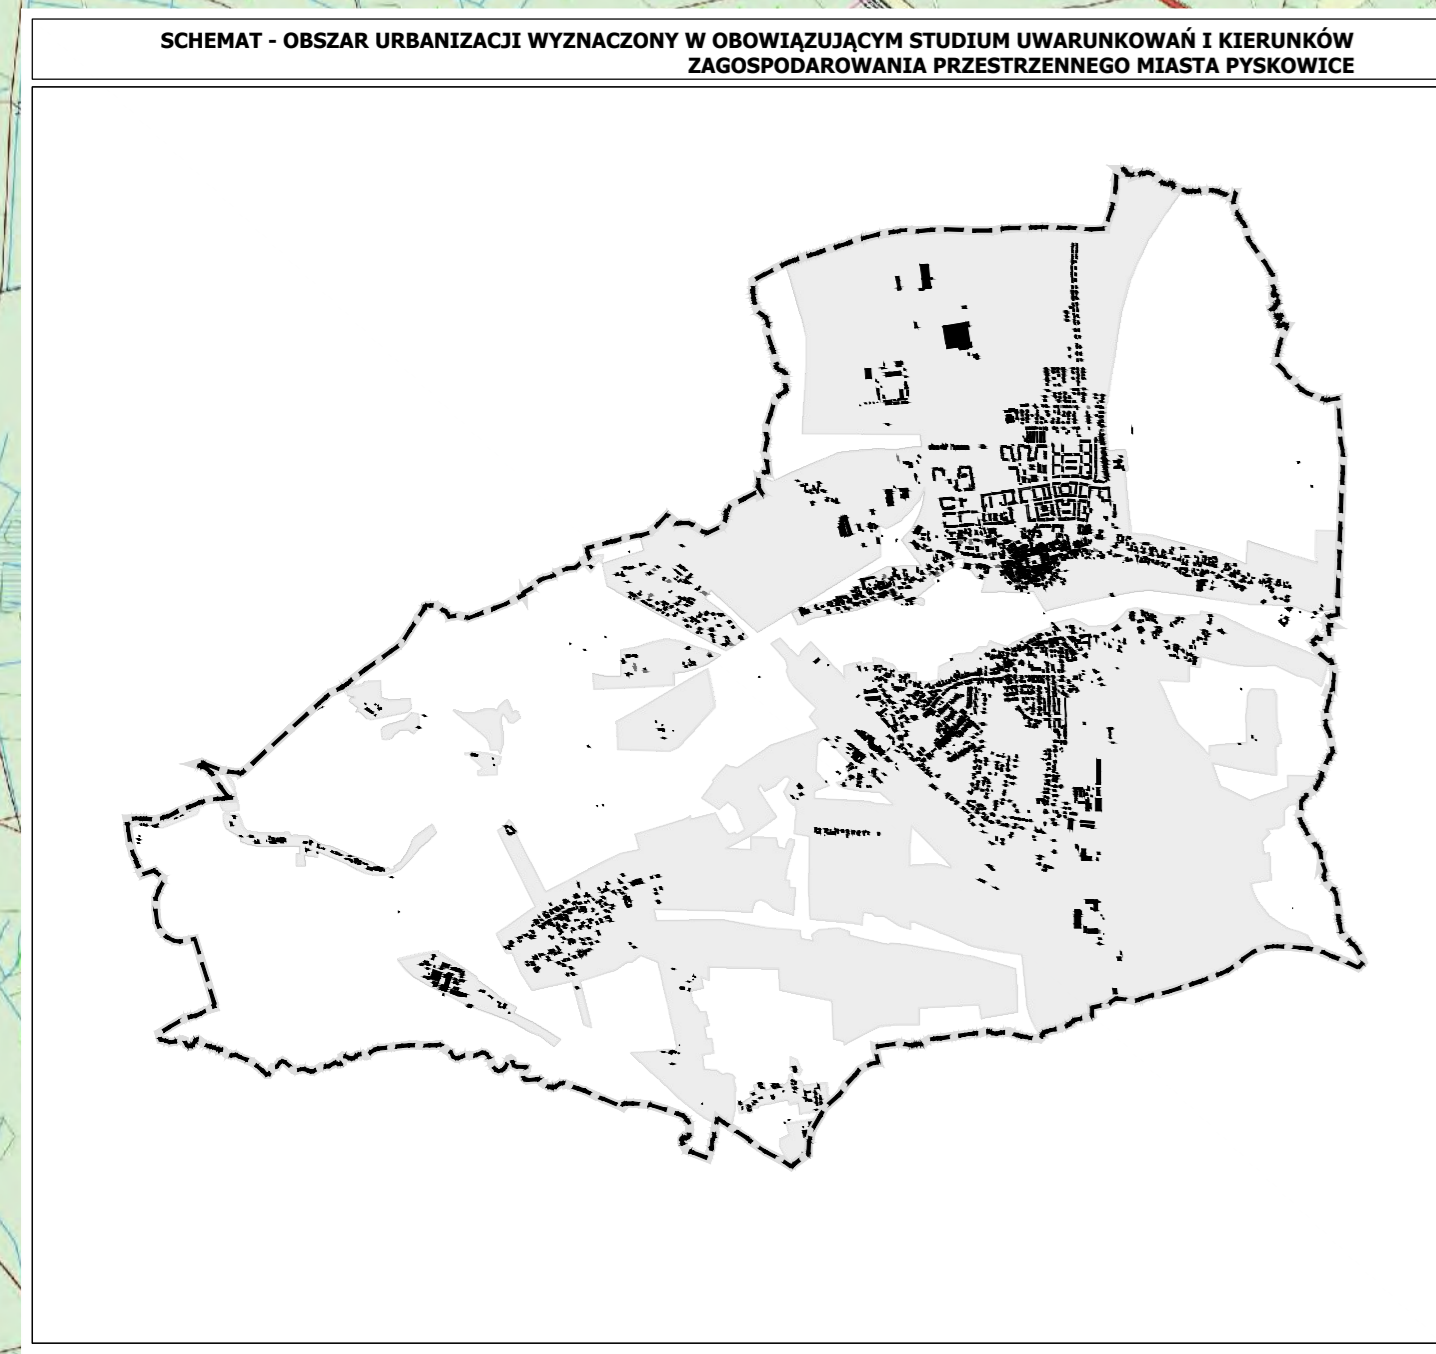 SCHEMAT - OBSZAR URBANIZACJI WYZNACZONY W OBOWIĄZUJĄCYM STUDIUM UWARUNKOWAŃ I KIERUNKÓW
ZAGOSPODAROWANIA PRZESTRZENNEGO MIASTA PYSKOWICE